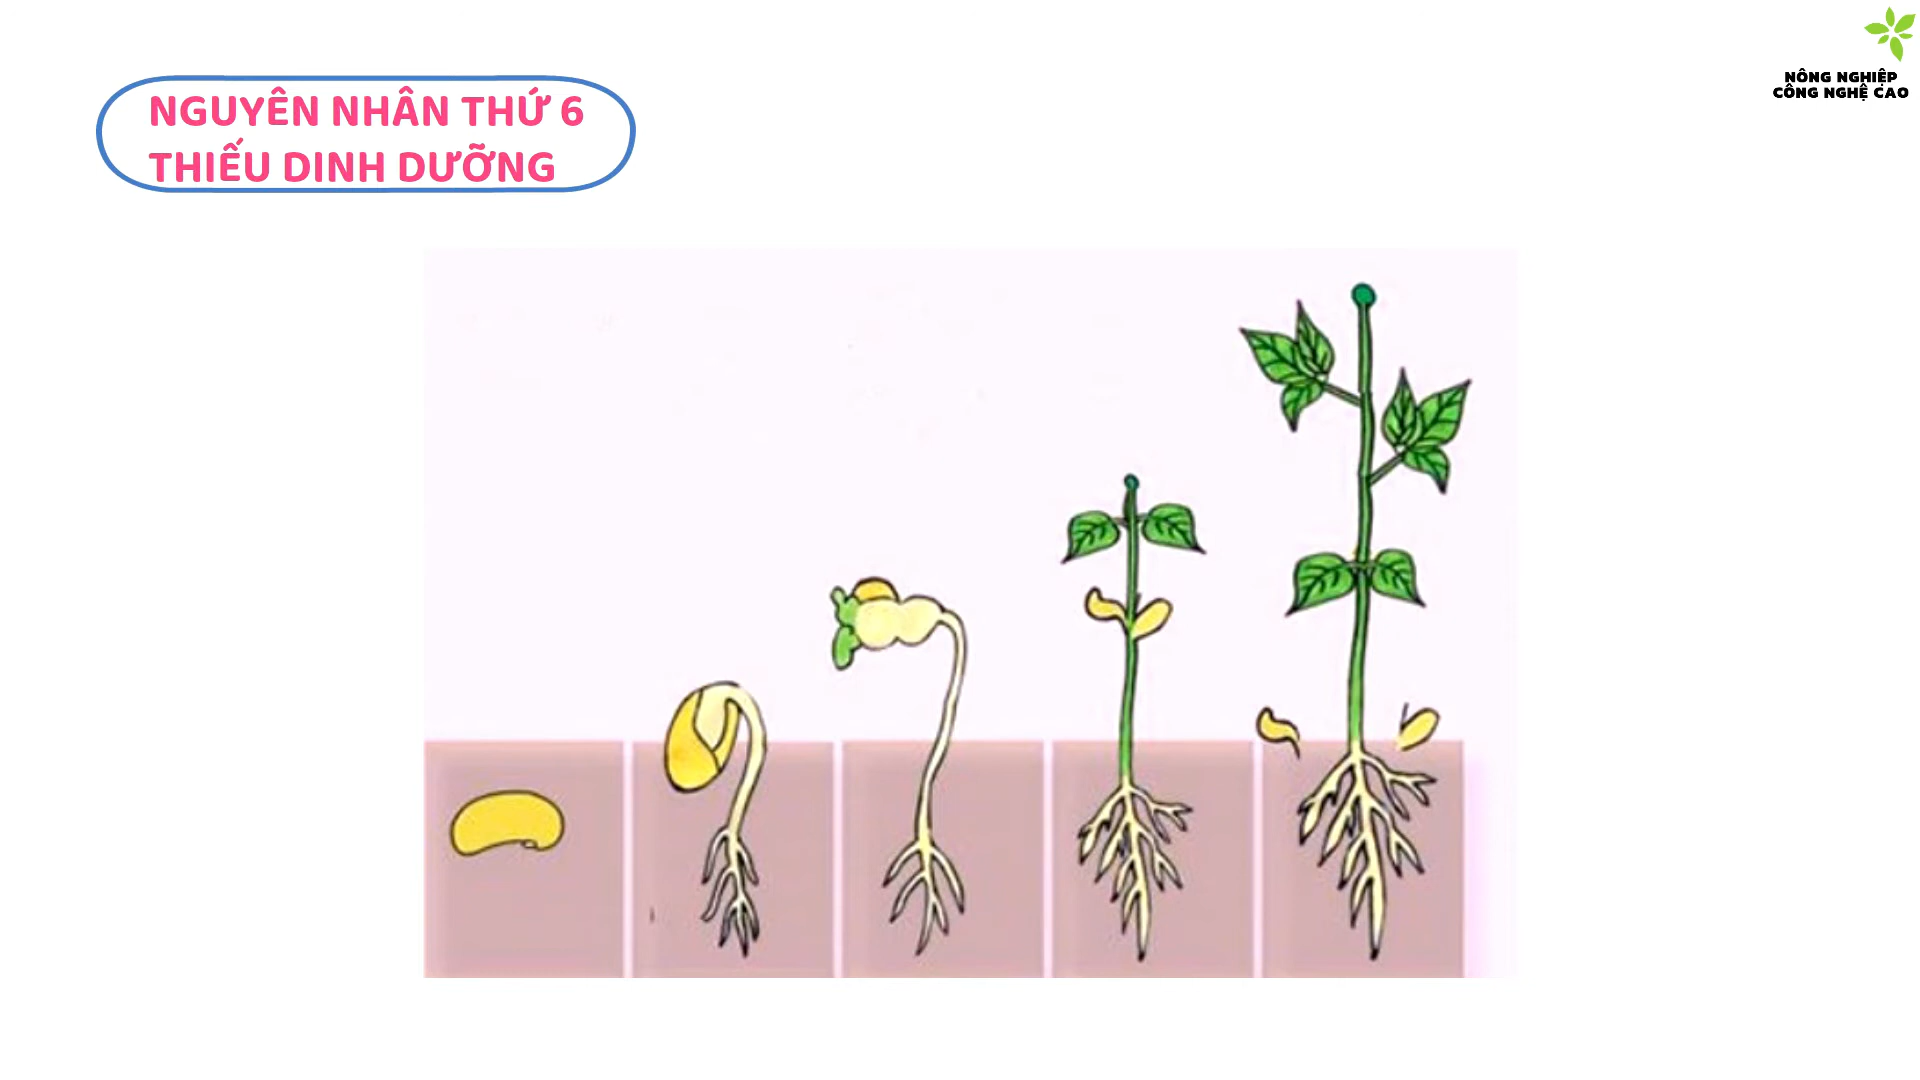 NGUYÊN NHÂN THỨ 6
THIẾU DINH DƯỠNG
NÔNG NGHIỆP
CÔNG NGHỆ CAO